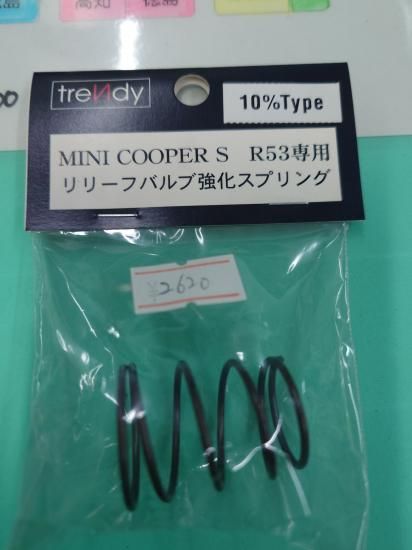 高知
徳島
treNdy
10%Type
MINI COOPER S R53専用
リリーフバルブ強化スプリング
¥2620